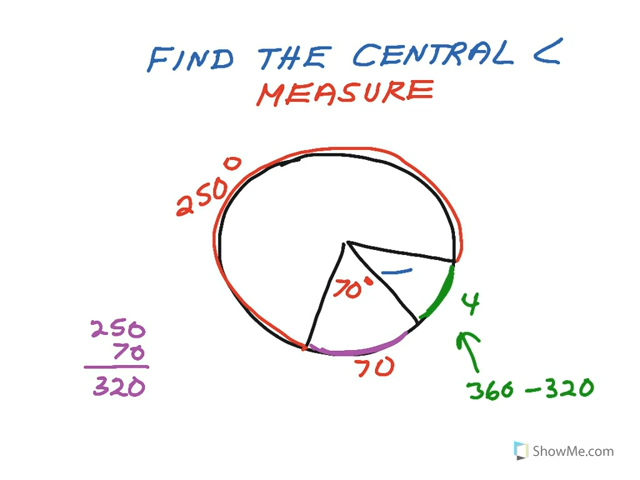 FIND THE CENTRAL <
MEASURE
250°
70°
4
70
250
70
320
360 - 320
ShowMe.com